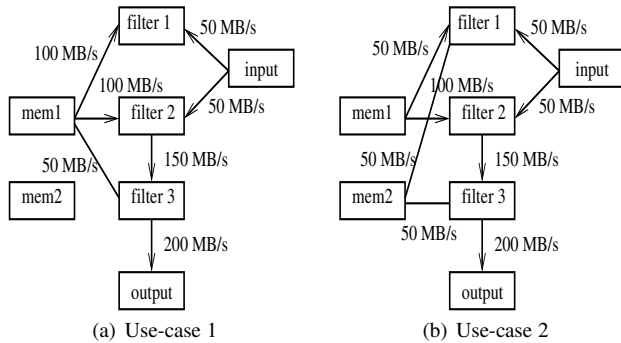 filter 1
50 MB/s
100 MB/s
input
100 MB/s
50 MB/s
mem1
filter 2
50 MB/s
150 MB/s
mem2
filter 3
200 MB/s
output
(a) Use-case 1
filter 1
50 MB/s
50 MB/s
input
100 MB/s
50 MB/s
mem1
filter 2
50 MB/s
150 MB/s
mem2
filter 3
50 MB/s
200 MB/s
output
(b) Use-case 2